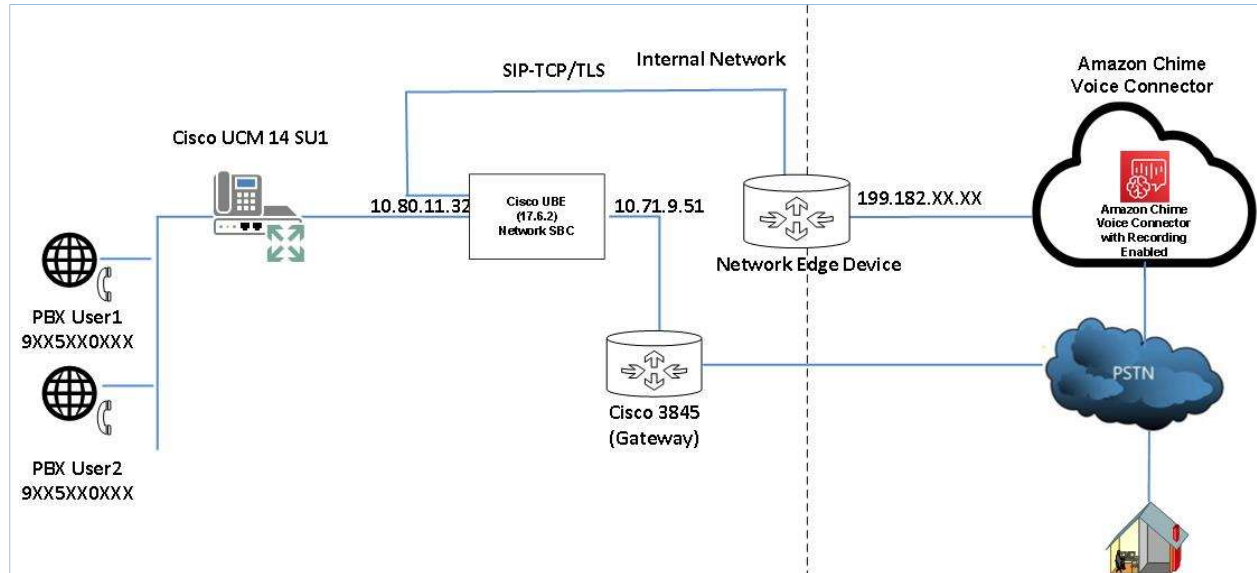 SIP-TCP/TLS
Internal Network
Amazon Chime
Voice Connector
Cisco UCM 14 SU1
10.80.11.32
Cisco UBE
(17.6.2)
Network SBC
10.71.9.51
199.182.XX.XX
Amazon Chime
Voice Connector
with Recording
Enabled
Network Edge Device
PBX User1
9XX5XX0XXX
PSTN
Cisco 3845
(Gateway)
PBX User2
9XX5XX0XXX